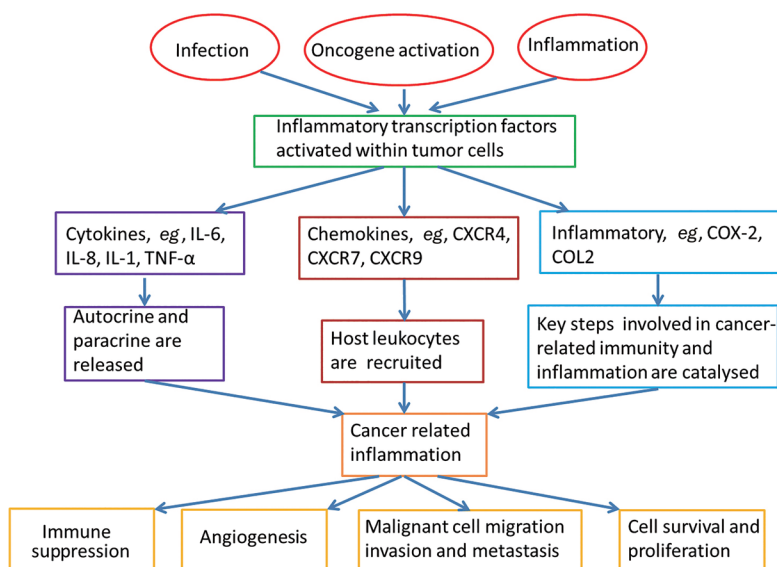 Infection
Oncogene activation
Inflammation
Inflammatory transcription factors
activated within tumor cells
Cytokines, eg, IL-6,
IL-8, IL-1, TNF-α
Chemokines, eg, CXCR4,
CXCR7, CXCR9
Inflammatory, eg, COX-2,
COL2
Autocrine and
paracrine are
released
Host leukocytes
are recruited
Key steps involved in cancer-
related immunity and
inflammation are catalysed
Cancer related
inflammation
Immune
suppression
Angiogenesis
Malignant cell migration
invasion and metastasis
Cell survival and
proliferation